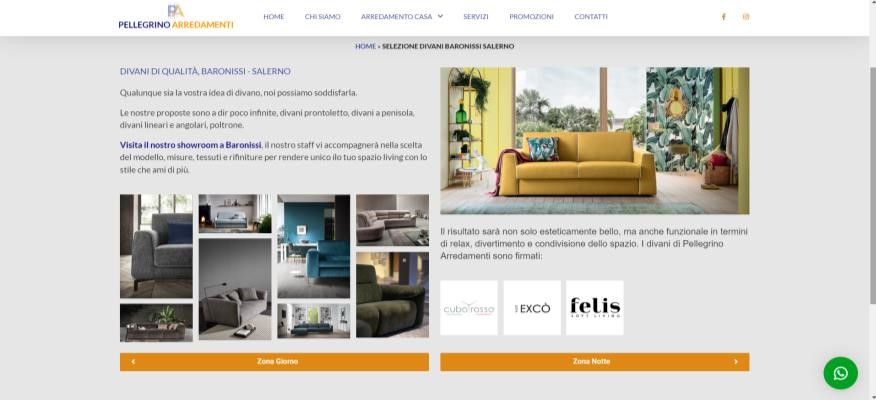 PA
PELLEGRINO ARREDAMENTI
HOME
CHI SIAMO
ARREDAMENTO CASA
SERVIZI
PROMOZIONI
CONTATTI
HOME » SELEZIONE DIVANI BARONISSI SALERNO
DIVANI DI QUALITÀ, BARONISSI - SALERNO
Qualunque sia la vostra idea di divano, noi possiamo soddisfarla.
Le nostre proposte sono a dir poco infinite, divani prontoletto, divani a penisola,
divani lineari e angolari, poltrone.
Visita il nostro showroom a Baronissi, il nostro staff vi accompagnerà nella scelta
del modello, misure, tessuti e rifiniture per rendere unico ilo tuo spazio living con lo
stile che ami di più.
Il risultato sarà non solo esteticamente bello, ma anche funzionale in termini
di relax, divertimento e condivisione dello spazio. I divani di Pellegrino
Arredamenti sono firmati:
cuborosso
EXCÒ
felis
SOFT LIVING
Zona Giorno
Zona Notte